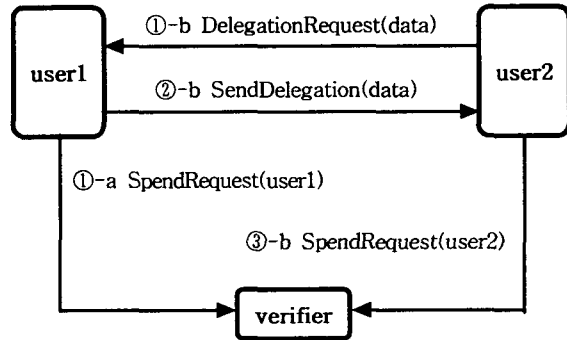 ①-b DelegationRequest(data)
user1
user2
②-b SendDelegation(data)
①-a SpendRequest(user1)
③-b SpendRequest(user2)
verifier